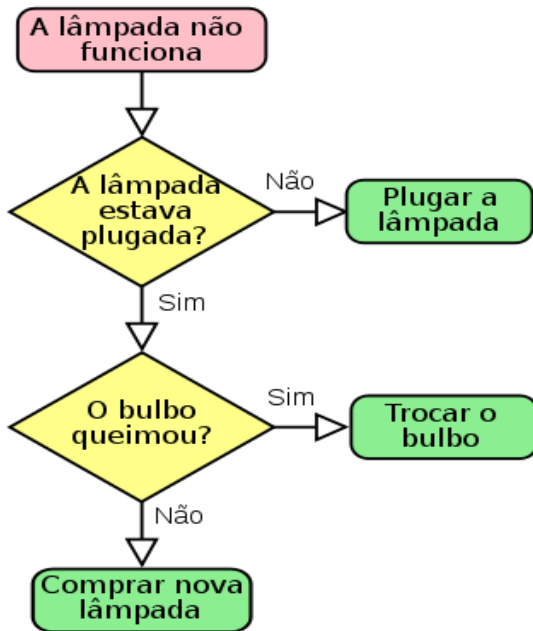 A lâmpada não
funciona
A lâmpada
estava
plugada?
Não
Plugar a
lâmpada
Sim
O bulbo
queimou?
Sim
Trocar o
bulbo
Não
Comprar nova
lâmpada